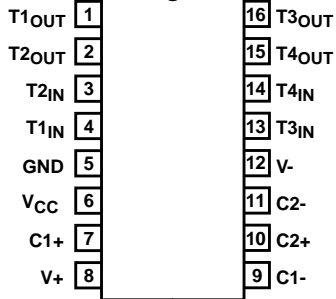 T1OUT 1 16 T3OUT
T2OUT 2 15 T4OUT
T2IN 3 14 T4IN
T1IN 4 13 T3IN
GND 5 12 V-
VCC 6 11 C2-
C1+ 7 10 C2+
V+ 8 9 C1-